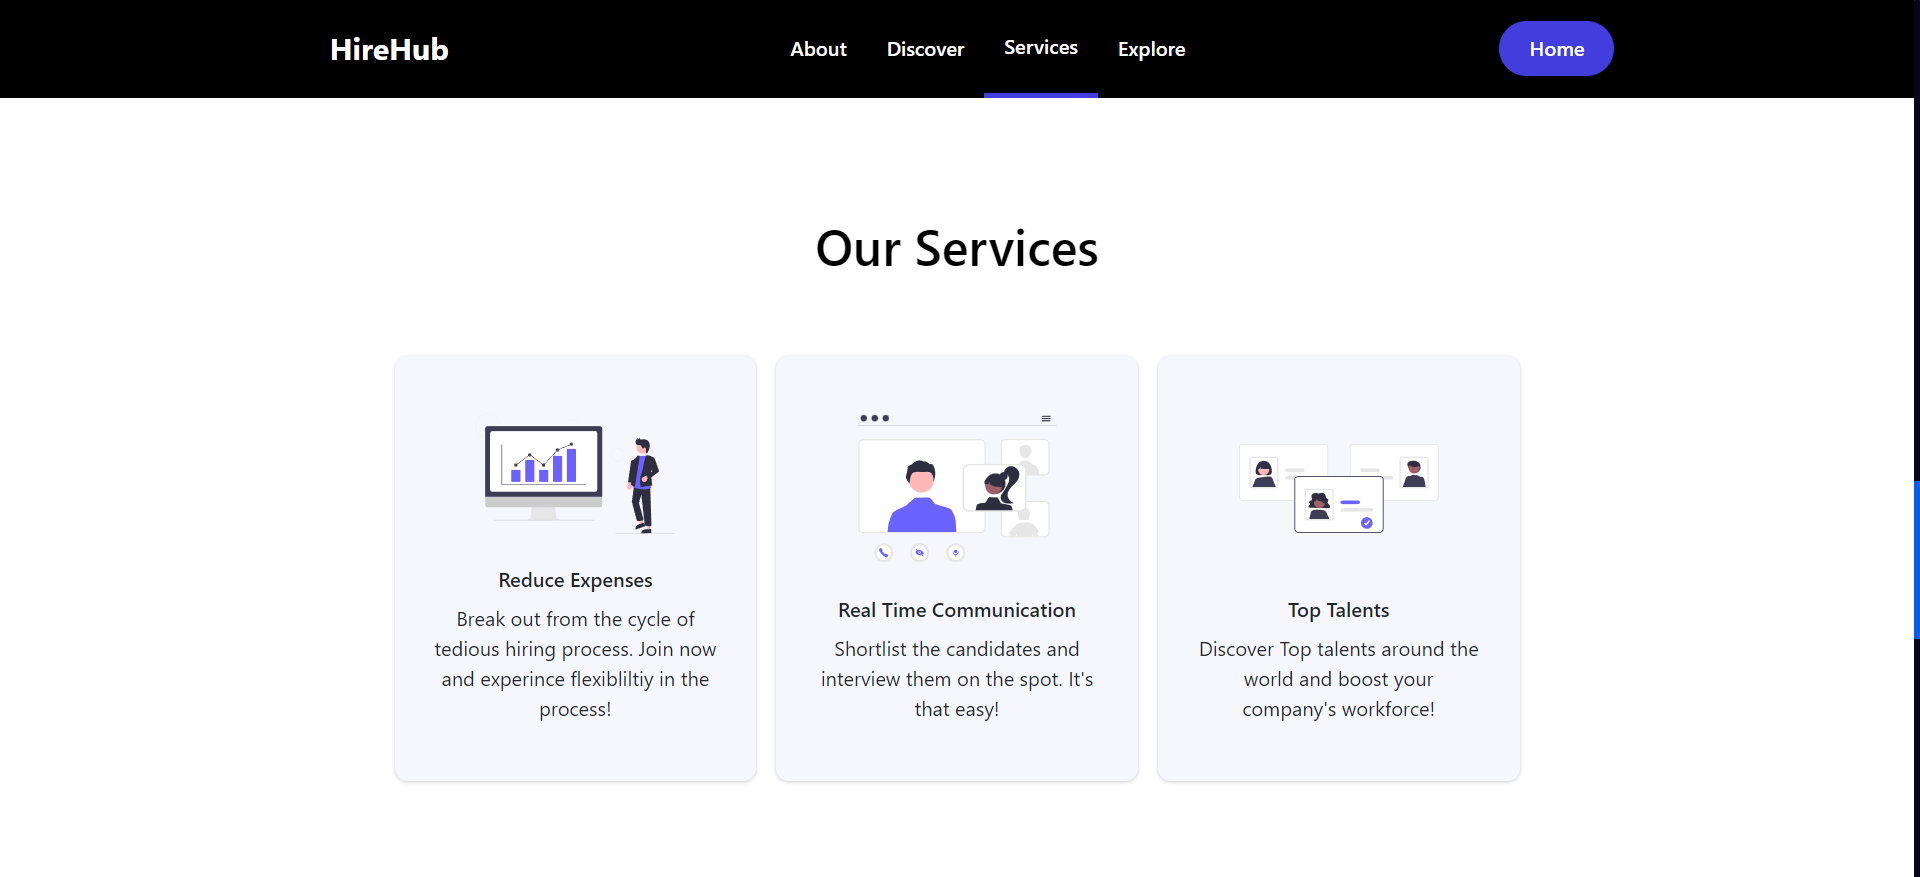 HireHub
About
Discover
Services
Explore
Home
Our Services
Reduce Expenses
Break out from the cycle of
tedious hiring process. Join now
and experince flexibliltiy in the
process!
Real Time Communication
Shortlist the candidates and
interview them on the spot. It's
that easy!
Top Talents
Discover Top talents around the
world and boost your
company's workforce!